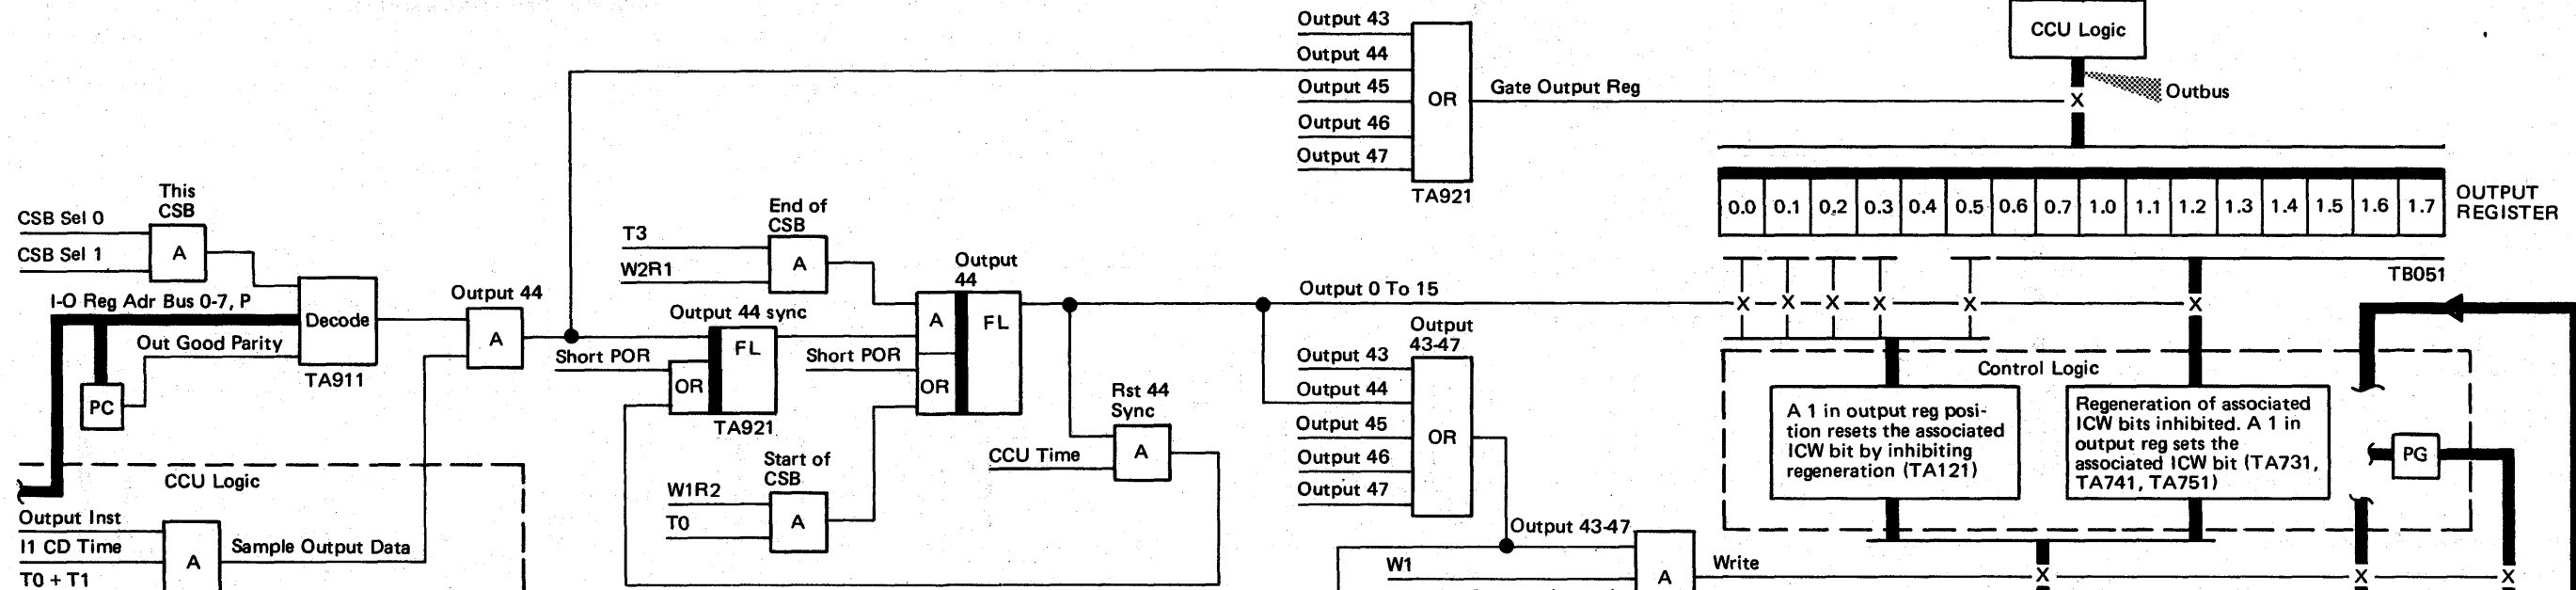 Output 43
Output 44
Output 45
Output 46
Output 47
OR
TA921
Gate Output Reg
CCU Logic
X
Outbus
0.0 0.1 0.2 0.3 0.4 0.5 0.6 0.7 1.0 1.1 1.2 1.3 1.4 1.5 1.6 1.7
OUTPUT
REGISTER
TB051
This
CSB
CSB Sel 0
CSB Sel 1
A
I-O Reg Adr Bus 0-7, P
Decode
Out Good Parity
TA911
PC
Output 44
A
End of
CSB
T3
W2R1
A
Output 44 sync
Short POR
FL
OR
TA921
Output
44
A
FL
Short POR
OR
Start of
CSB
W1R2
T0
A
Rst 44
Sync
CCU Time
A
Output 0 To 15
X X X X X X
Output
43-47
Output 43
Output 44
Output 45
Output 46
Output 47
OR
Output 43-47
W1
A
Write
X X X
Control Logic
A 1 in output reg posi-
tion resets the associated
ICW bit by inhibiting
regeneration (TA121)
Regeneration of associated
ICW bits inhibited. A 1 in
output reg sets the
associated ICW bit (TA731,
TA741, TA751)
PG
CCU Logic
Output Inst
I1 CD Time
T0 + T1
A
Sample Output Data